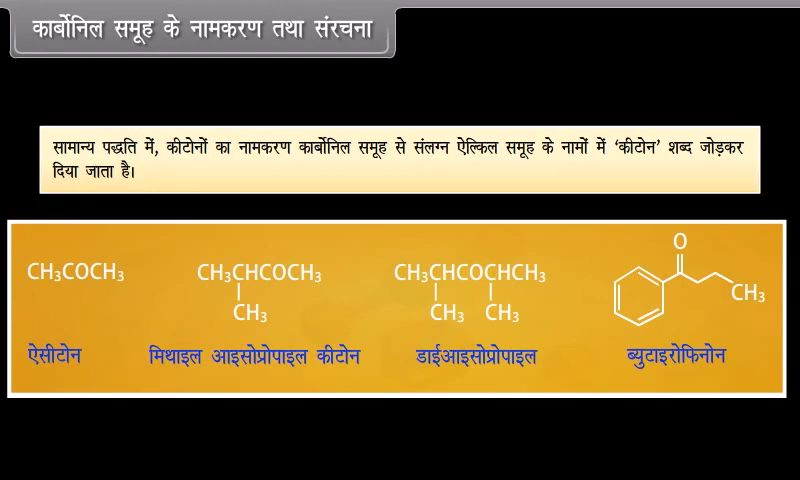 कार्बोनिल समूह के नामकरण तथा संरचना
सामान्य पद्धति में, कीटोनों का नामकरण कार्बोनिल समूह से संलग्न ऐल्किल समूह के नामों में ‘कीटोन’ शब्द जोड़कर
दिया जाता है।
O
CH₃COCH₃ CH₃CHCOCH₃ CH₃CHCOCHCH₃
CH₃
CH₃ CH₃ CH₃
ऐसीटोन मिथाइल आइसोप्रोपाइल कीटोन डाईआइसोप्रोपाइल ब्युटाइरोफिनोन